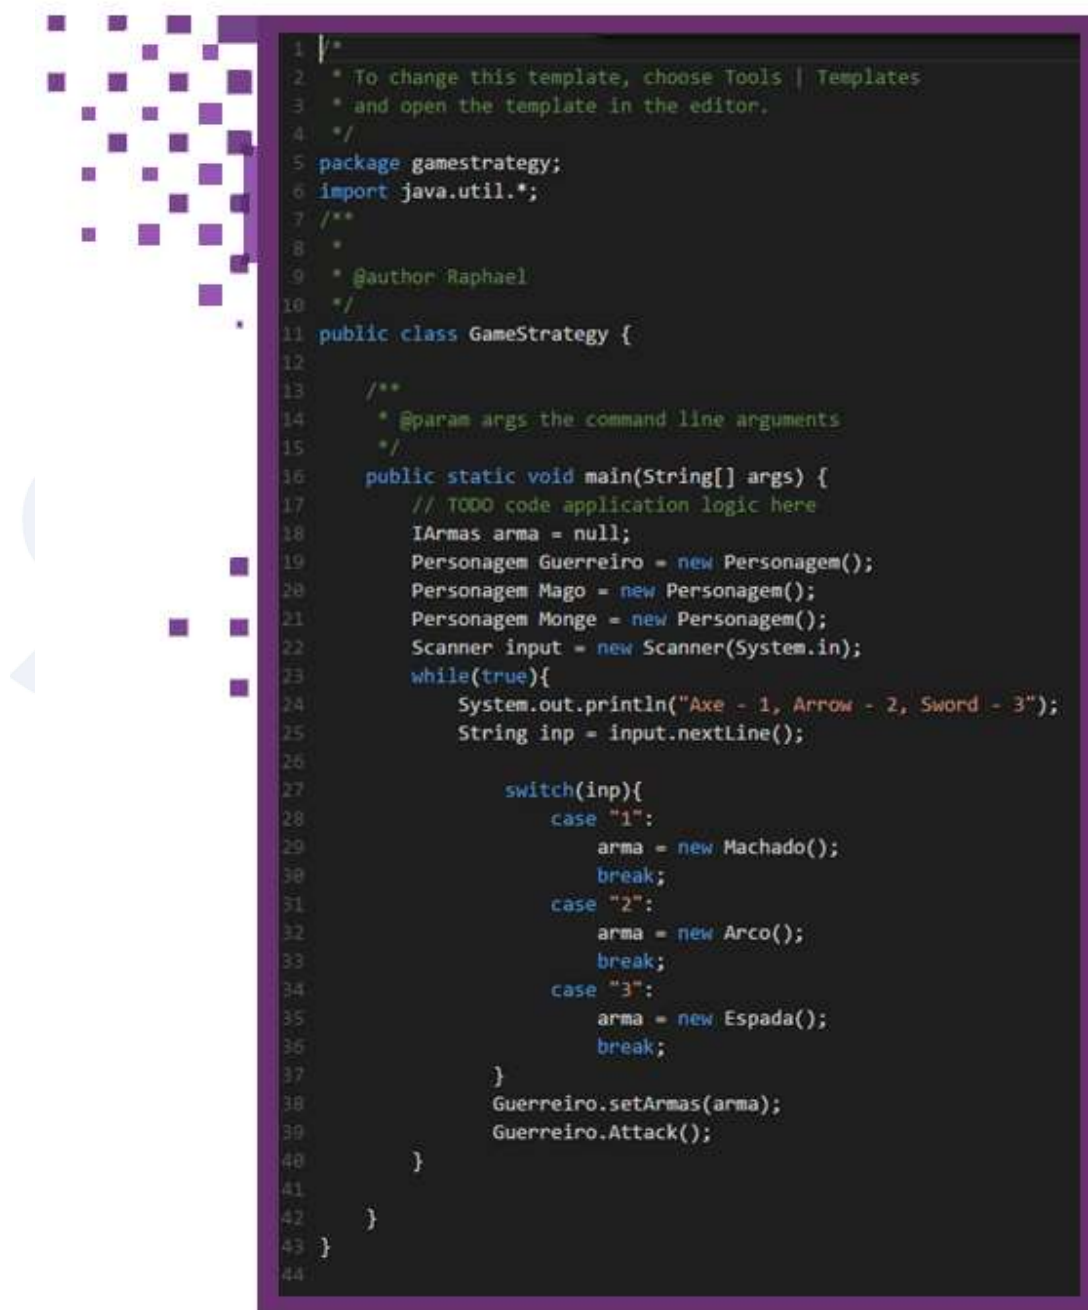 1 /*
2  * To change this template, choose Tools | Templates
3  * and open the template in the editor.
4  */
5 package gamestrategy;
6 import java.util.*;
7 /**
8  *
9  * @author Raphael
10  */
11 public class GameStrategy {
12
13     /**
14      * @param args the command line arguments
15      */
16     public static void main(String[] args) {
17         // TODO code application logic here
18         IArmas arma = null;
19         Personagem Guerreiro = new Personagem();
20         Personagem Mago = new Personagem();
21         Personagem Monge = new Personagem();
22         Scanner input = new Scanner(System.in);
23         while(true){
24             System.out.println("Axe - 1, Arrow - 2, Sword - 3");
25             String inp = input.nextLine();
26
27                 switch(inp){
28                     case "1":
29                         arma = new Machado();
30                         break;
31                     case "2":
32                         arma = new Arco();
33                         break;
34                     case "3":
35                         arma = new Espada();
36                         break;
37                 }
38                 Guerreiro.setArmas(arma);
39                 Guerreiro.Attack();
40         }
41
42     }
43 }
44